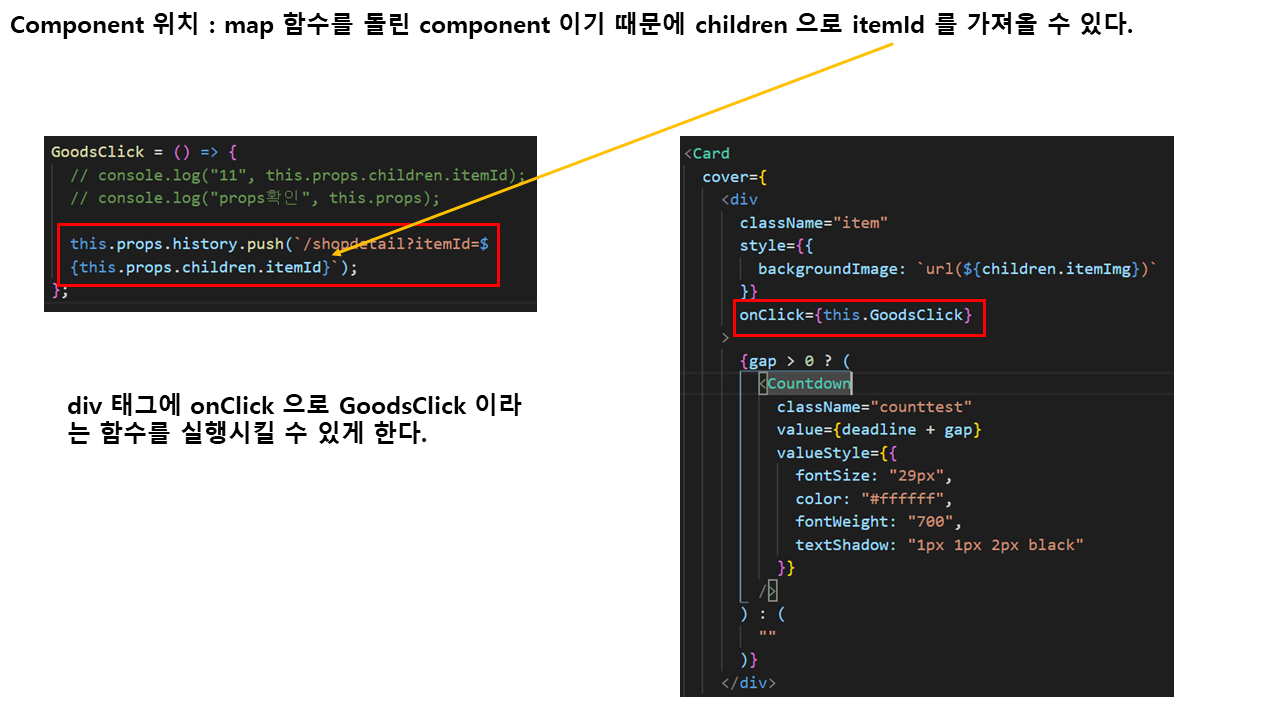 Component 위치 : map 함수를 돌린 component 이기 때문에 children 으로 itemId 를 가져올 수 있다.
GoodsClick = () => {
// console.log("11", this.props.children.itemId);
// console.log("props확인", this.props);
this.props.history.push(`/shopdetail?itemId=$
{this.props.children.itemId}`);
};
div 태그에 onClick 으로 GoodsClick 이라
는 함수를 실행시킬 수 있게 한다.
<Card
cover={
<div
className="item"
style={{
backgroundImage: `url(${children.itemImg})`
}}
onClick={this.GoodsClick}
>
{gap > 0 ? (
<Countdown
className="counttest"
value={deadline + gap}
valueStyle={{
fontSize: "29px",
color: "#ffffff",
fontWeight: "700",
textShadow: "1px 1px 2px black"
}}
/>
) : (
""
)}
</div>